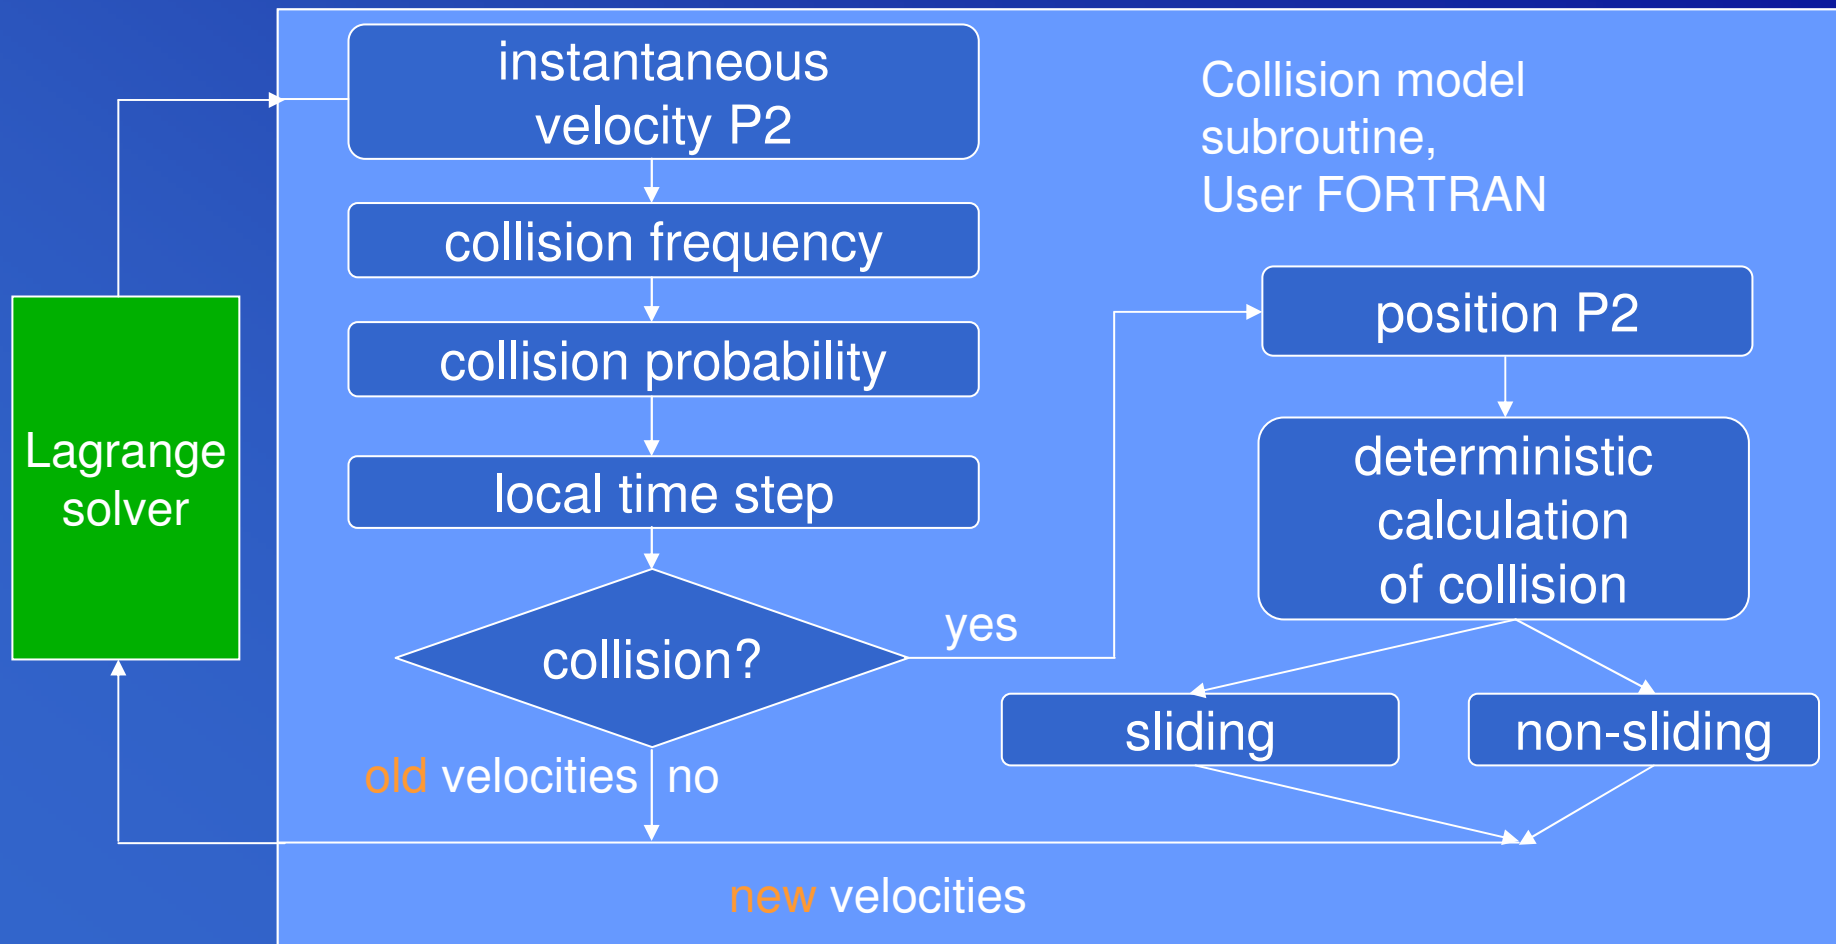 instantaneous
velocity P2
Collision model
subroutine,
User FORTRAN
collision frequency
collision probability
local time step
collision?
yes
old velocities no
position P2
deterministic
calculation
of collision
sliding
non-sliding
new velocities
Lagrange
solver